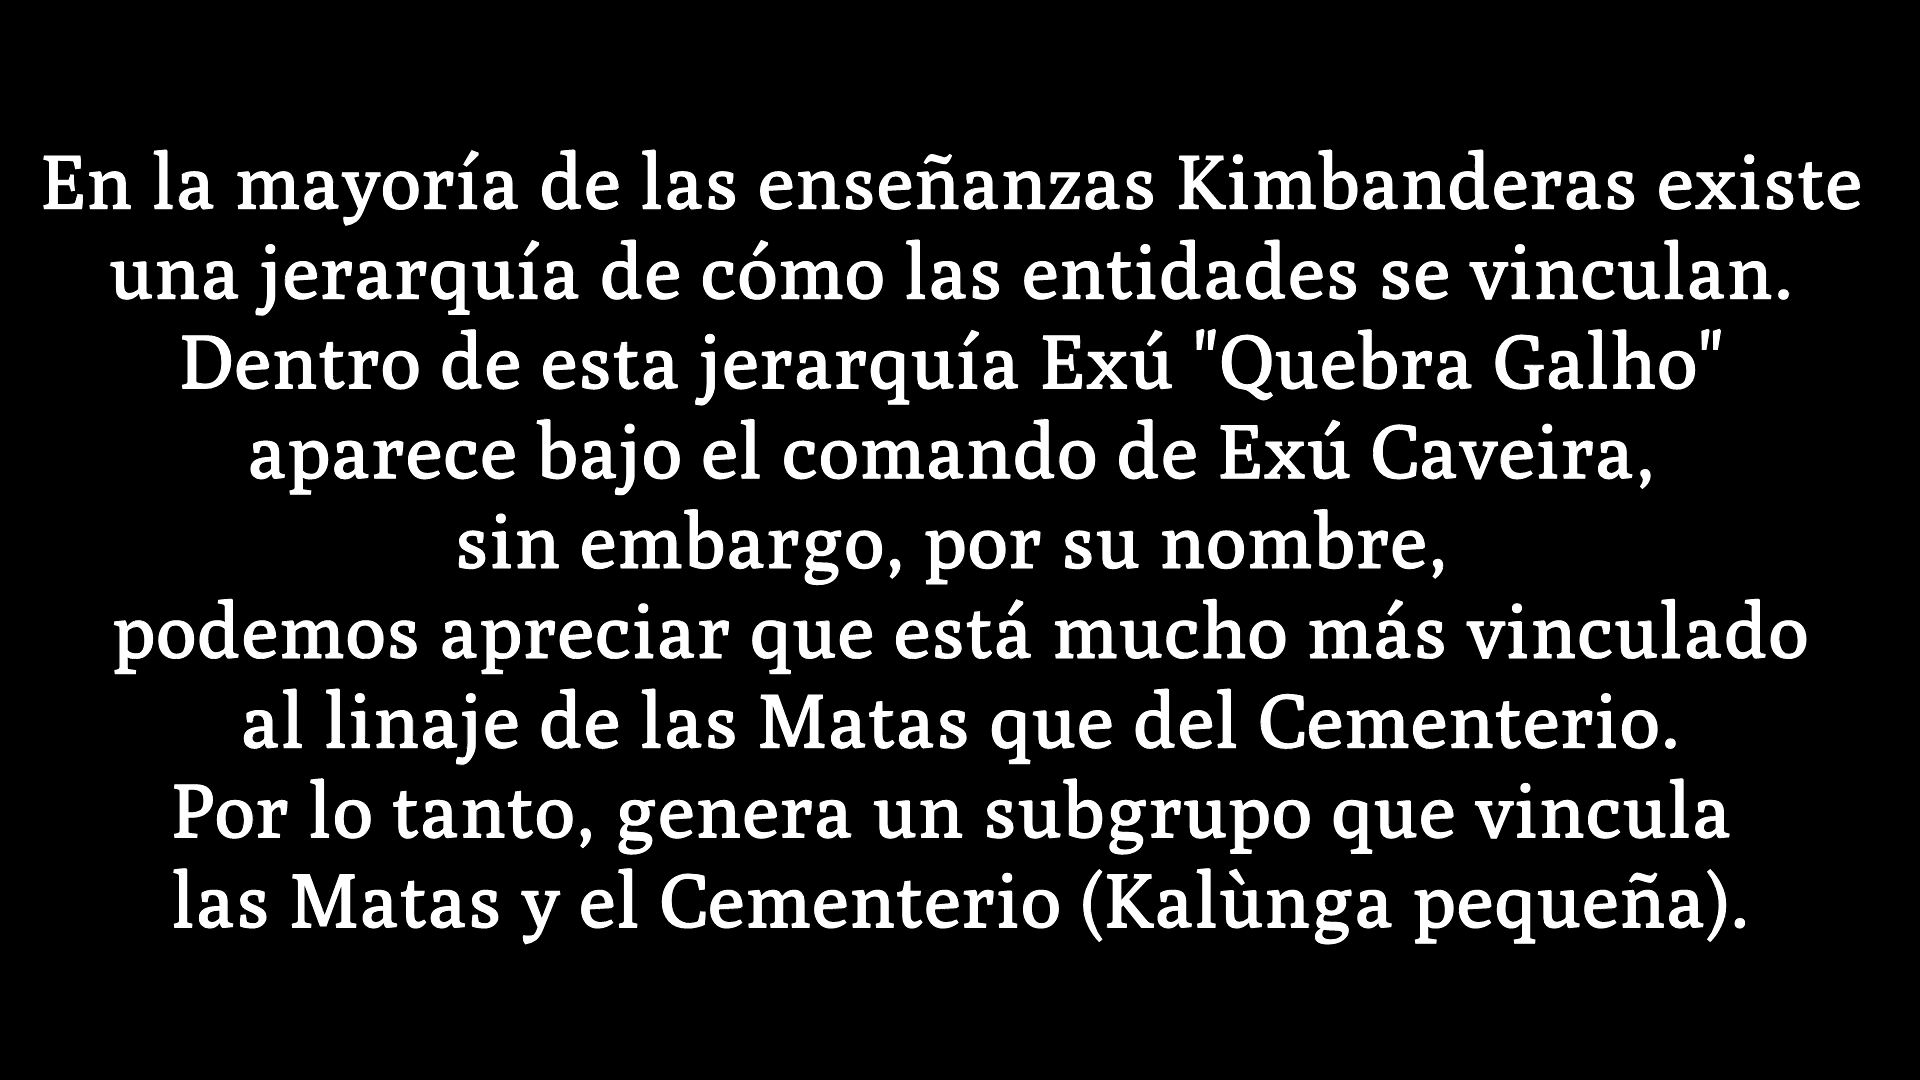 En la mayoría de las enseñanzas Kimbanderas existe
una jerarquía de cómo las entidades se vinculan.
Dentro de esta jerarquía Exú "Quebra Galho"
aparece bajo el comando de Exú Caveira,
sin embargo, por su nombre,
podemos apreciar que está mucho más vinculado
al linaje de las Matas que del Cementerio.
Por lo tanto, genera un subgrupo que vincula
las Matas y el Cementerio (Kalùnga pequeña).